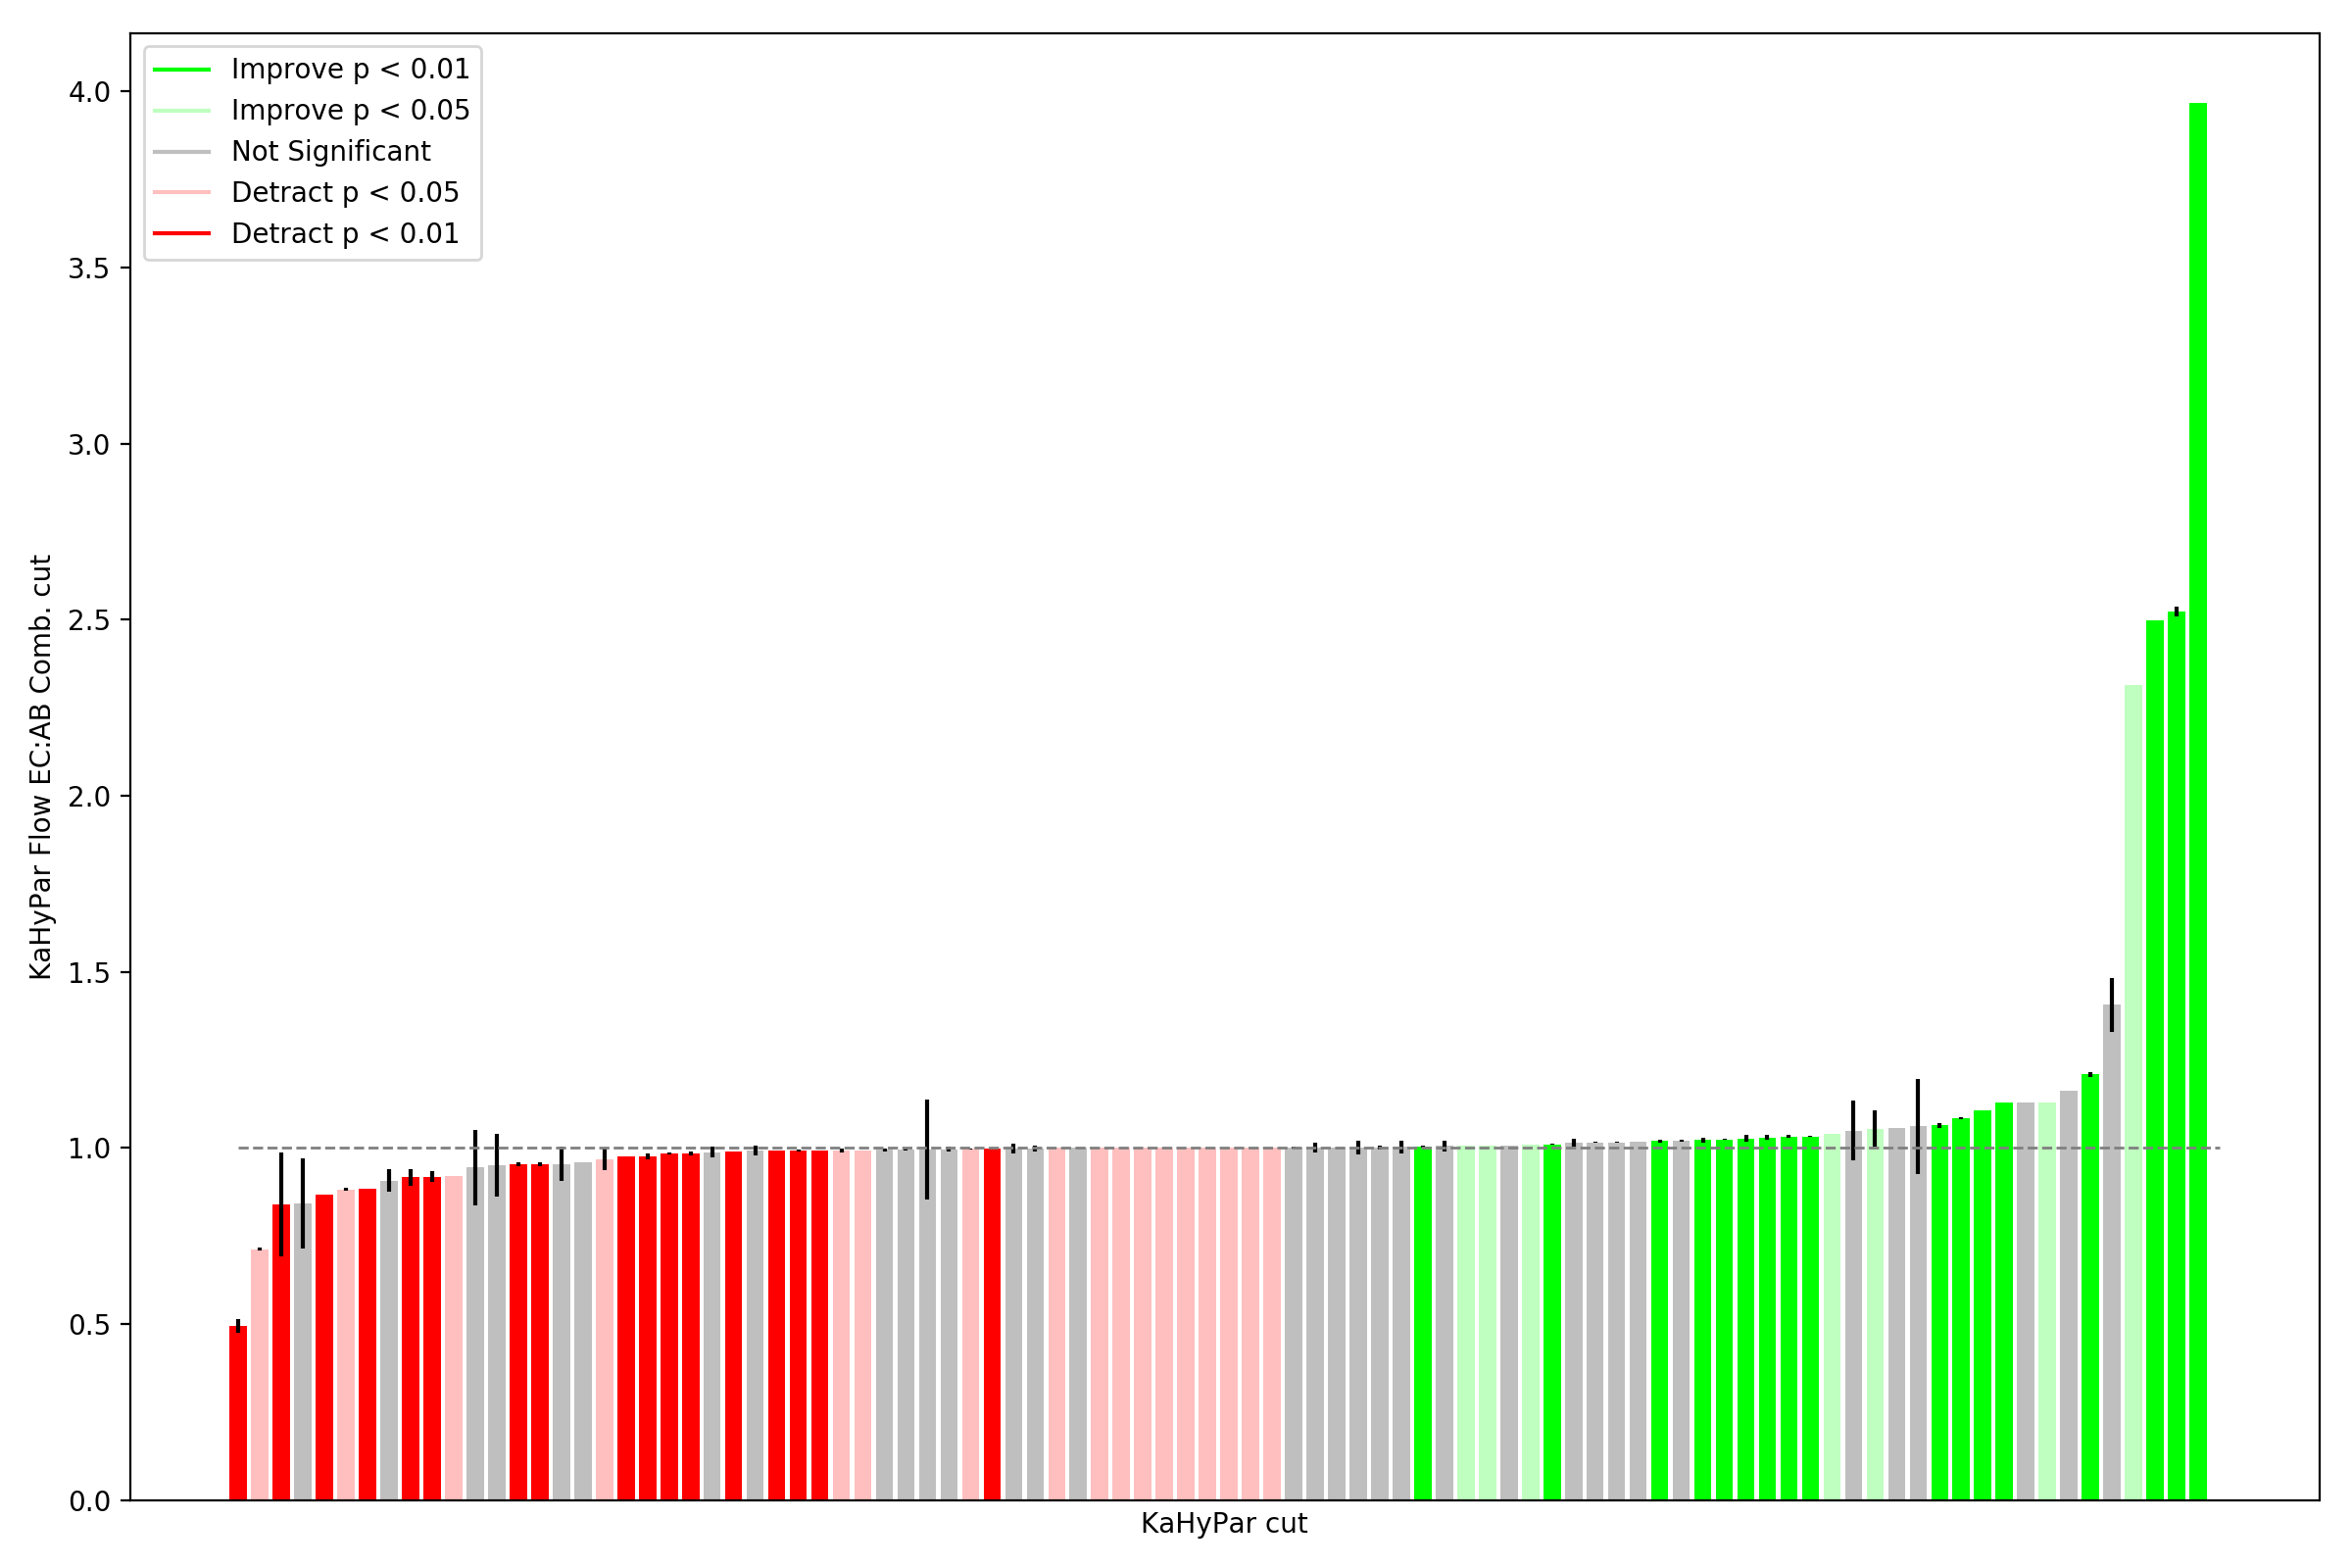 Improve p < 0.01
Improve p < 0.05
Not Significant
Detract p < 0.05
Detract p < 0.01
4.0
3.5
3.0
2.5
2.0
1.5
1.0
0.5
0.0
KaHyPar Flow EC:AB Comb. cut
KaHyPar cut